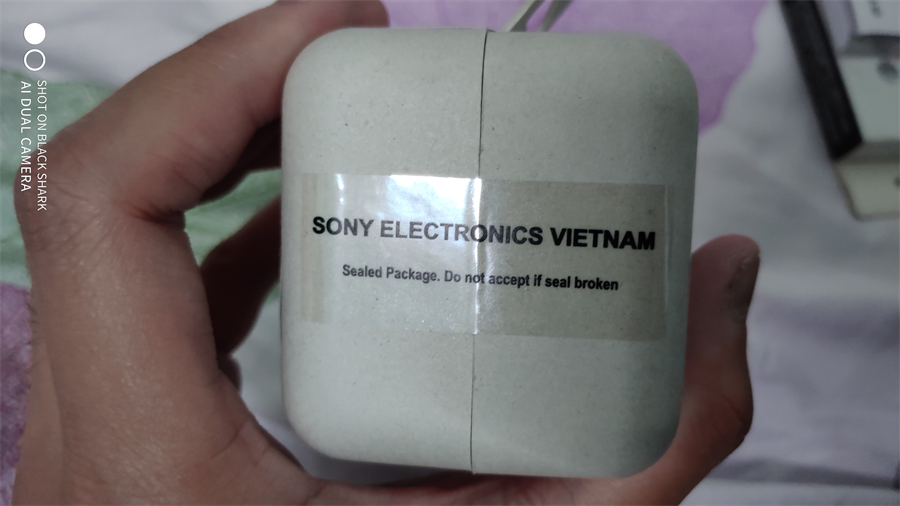 SONY ELECTRONICS VIETNAM
Sealed Package. Do not accept if seal broken
SHOT ON BLACK SHARK
AI DUAL CAMERA